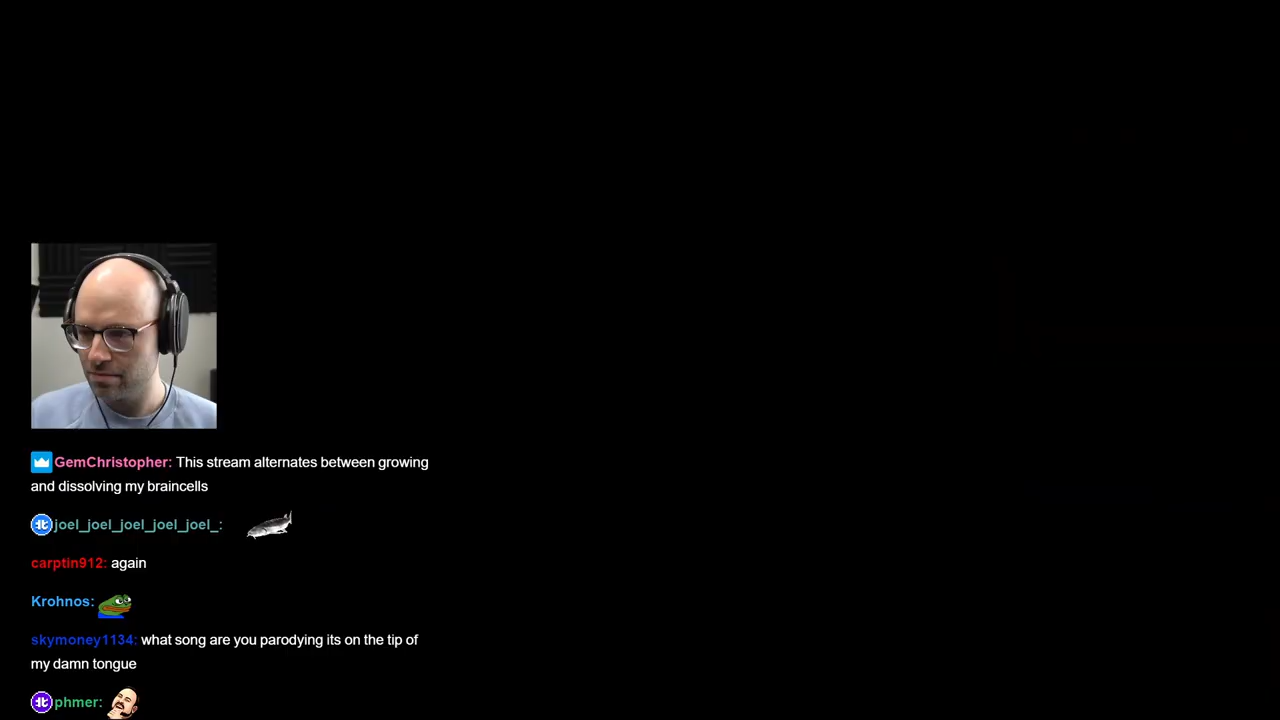 GemChristopher: This stream alternates between growing
and dissolving my braincells
joel_joel_joel_joel_joel_:
carptin912: again
Krohnos:
skymoney1134: what song are you parodying its on the tip of
my damn tongue
phmer: